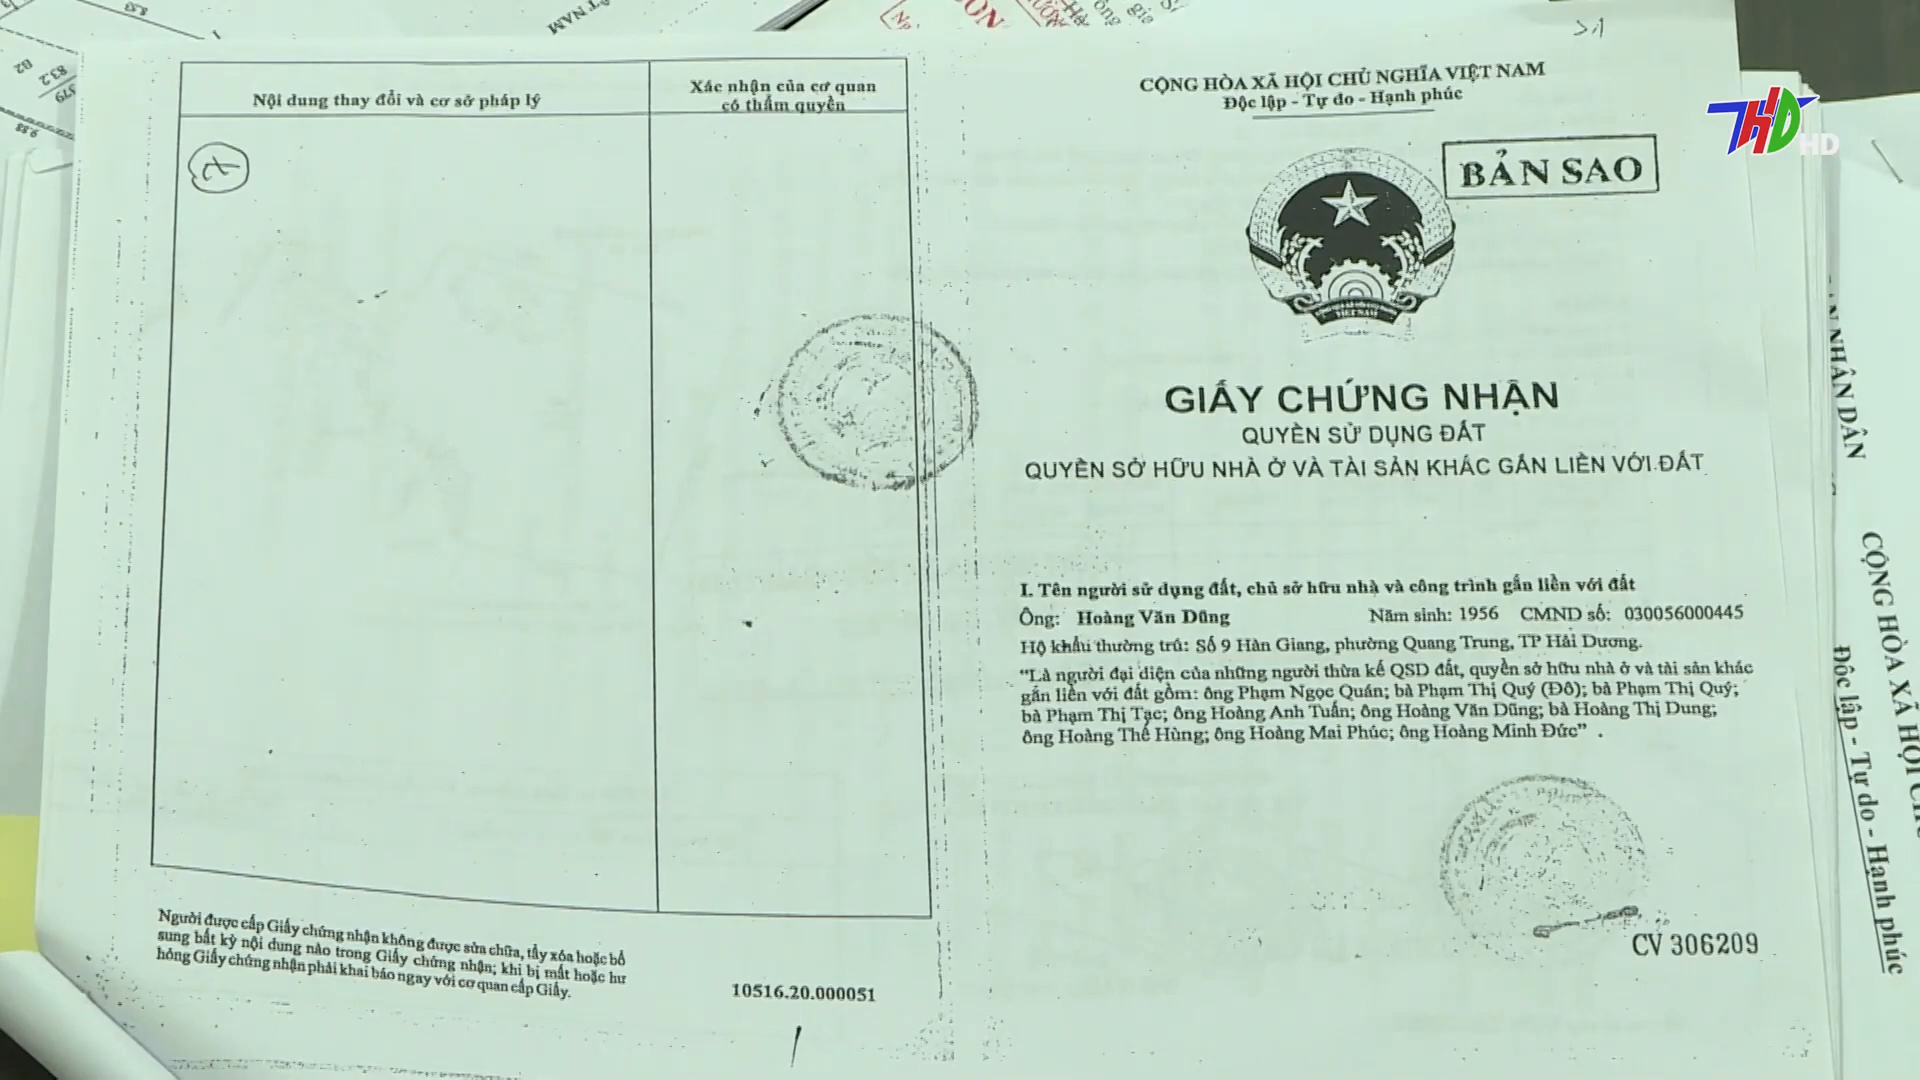 Nội dung thay đổi và cơ sở pháp lý
Xác nhận của cơ quan
có thẩm quyền
Người được cấp Giấy chứng nhận không được sửa chữa, tẩy xóa hoặc bổ
sung bất kỳ nội dung nào trong Giấy chứng nhận; khi bị mất hoặc hư
hỏng Giấy chứng nhận phải khai báo ngay với cơ quan cấp Giấy.
10516.20.000051
CỘNG HÒA XÃ HỘI CHỦ NGHĨA VIỆT NAM
Độc lập - Tự do - Hạnh phúc
BẢN SAO
VIỆT NAM
GIẤY CHỨNG NHẬN
QUYỀN SỬ DỤNG ĐẤT
QUYỀN SỞ HỮU NHÀ Ở VÀ TÀI SẢN KHÁC GẮN LIỀN VỚI ĐẤT
I. Tên người sử dụng đất, chủ sở hữu nhà và công trình gắn liền với đất
Ông: Hoàng Văn Dũng Năm sinh: 1956 CMND số: 030056000445
Hộ khẩu thường trú: Số 9 Hàn Giang, phường Quang Trung, TP Hải Dương.
“Là người đại diện của những người thừa kế QSD đất, quyền sở hữu nhà ở và tài sản khác
gắn liền với đất gồm: ông Phạm Ngọc Quán; bà Phạm Thị Quý (Đô); bà Phạm Thị Quý;
bà Phạm Thị Tạc; ông Hoàng Anh Tuấn; ông Hoàng Văn Dũng; bà Hoàng Thị Dung;
ông Hoàng Thế Hùng; ông Hoàng Mai Phúc; ông Hoàng Minh Đức” .
CV 306209
THD HD
NHÂN DÂN
CỘNG HÒA XÃ HỘI
Độc lập - Tự do - Hạnh phúc
ỆT NAM
83.2
379
9.88